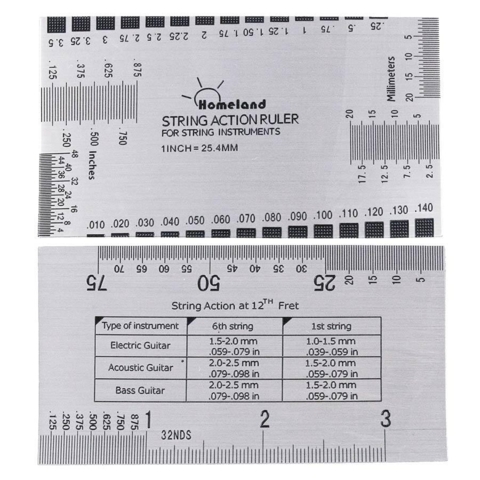 3.5 3.25 3 2.75 2.5 2.25 2 1.75 1.50 1.25 1 .75 .5 .25
.125 .375 .625 .875
.250 .500 .750
Homeland
STRING ACTION RULER
FOR STRING INSTRUMENTS
1 INCH = 25.4MM
Millimeters
5 10 15 20
20 15 10 5
17.5 12.5 7.5 2.5
Inches
48 44 40 36 32 28 24 20 16 12 8 4
.010 .020 .030 .040 .050 .060 .070 .080 .090 .100 .110 .120 .130 .140
70 65 60 55 45 40 35 30 20 15 10 5
75 50 25
String Action at 12TH Fret
Type of instrument 6th string 1st string
Electric Guitar 1.5-2.0 mm 1.0-1.5 mm
.059-.079 in .039-.059 in
Acoustic Guitar 2.0-2.5 mm 1.5-2.0 mm
.079-.098 in .059-.079 in
Bass Guitar 2.0-2.5 mm 1.5-2.0 mm
.079-.098 in .059-.079 in
.125 .250 .375 .500 .625 .750 .875 1 2 3
32NDS